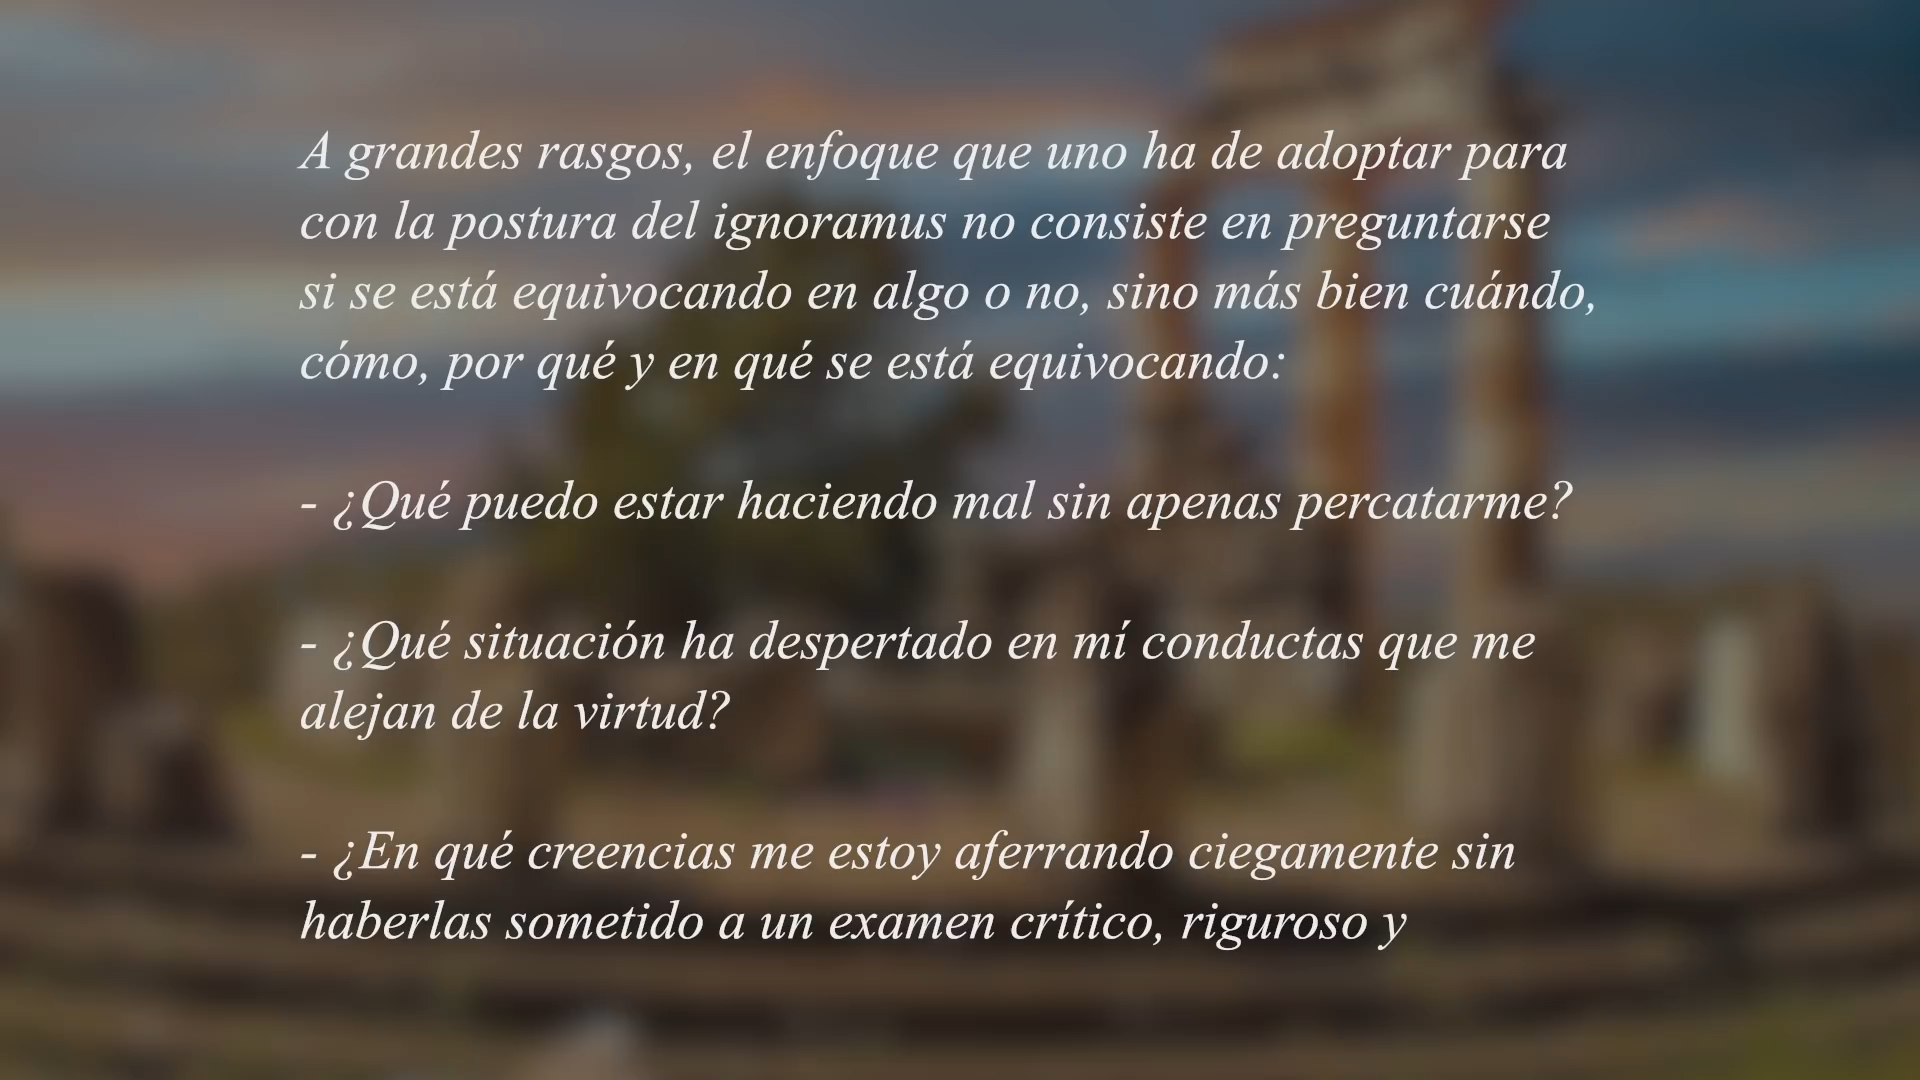 A grandes rasgos, el enfoque que uno ha de adoptar para
con la postura del ignoramus no consiste en preguntarse
si se está equivocando en algo o no, sino más bien cuándo,
cómo, por qué y en qué se está equivocando:
- ¿Qué puedo estar haciendo mal sin apenas percatarme?
- ¿Qué situación ha despertado en mí conductas que me
alejan de la virtud?
- ¿En qué creencias me estoy aferrando ciegamente sin
haberlas sometido a un examen crítico, riguroso y